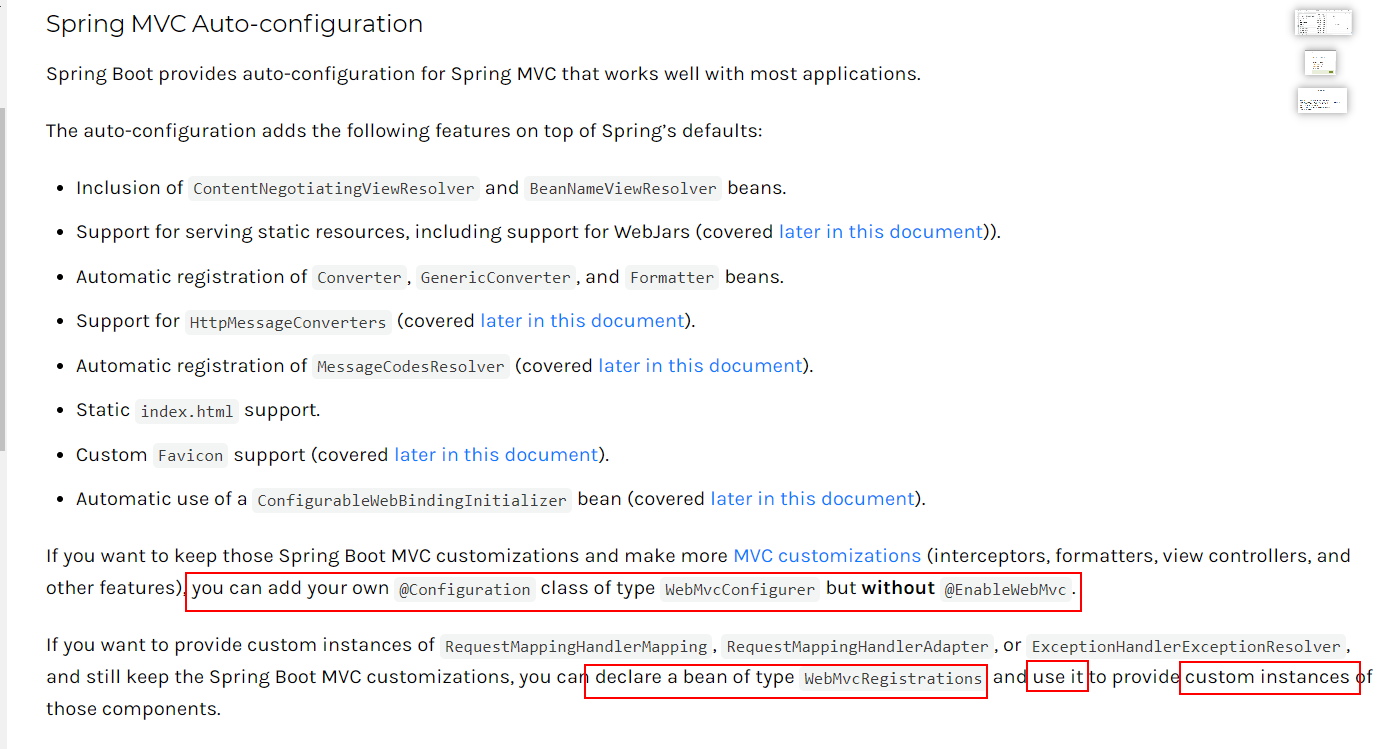 Spring MVC Auto-configuration
Spring Boot provides auto-configuration for Spring MVC that works well with most applications.
The auto-configuration adds the following features on top of Spring’s defaults:
• Inclusion of ContentNegotiatingViewResolver and BeanNameViewResolver beans.
• Support for serving static resources, including support for WebJars (covered later in this document)).
• Automatic registration of Converter, GenericConverter, and Formatter beans.
• Support for HttpMessageConverters (covered later in this document).
• Automatic registration of MessageCodesResolver (covered later in this document).
• Static index.html support.
• Custom Favicon support (covered later in this document).
• Automatic use of a ConfigurableWebBindingInitializer bean (covered later in this document).
If you want to keep those Spring Boot MVC customizations and make more MVC customizations (interceptors, formatters, view controllers, and
other features), you can add your own @Configuration class of type WebMvcConfigurer but without @EnableWebMvc.
If you want to provide custom instances of RequestMappingHandlerMapping, RequestMappingHandlerAdapter, or ExceptionHandlerExceptionResolver,
and still keep the Spring Boot MVC customizations, you can declare a bean of type WebMvcRegistrations and use it to provide custom instances of
those components.